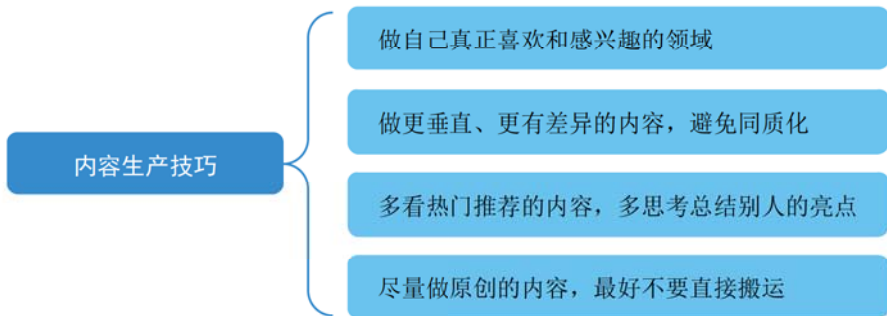 内容生产技巧
做自己真正喜欢和感兴趣的领域
做更垂直、更有差异的内容，避免同质化
多看热门推荐的内容，多思考总结别人的亮点
尽量做原创的内容，最好不要直接搬运